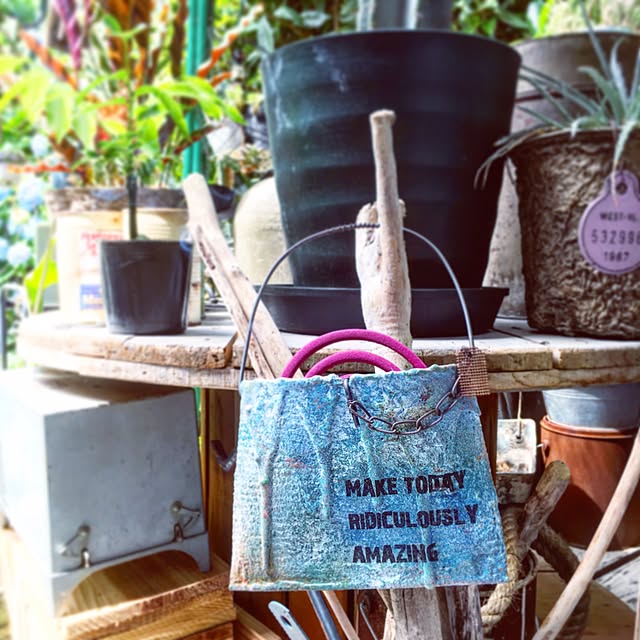 WEST-G
532986
1967
MAKE TODAY
RIDICULOUSLY
AMAZING